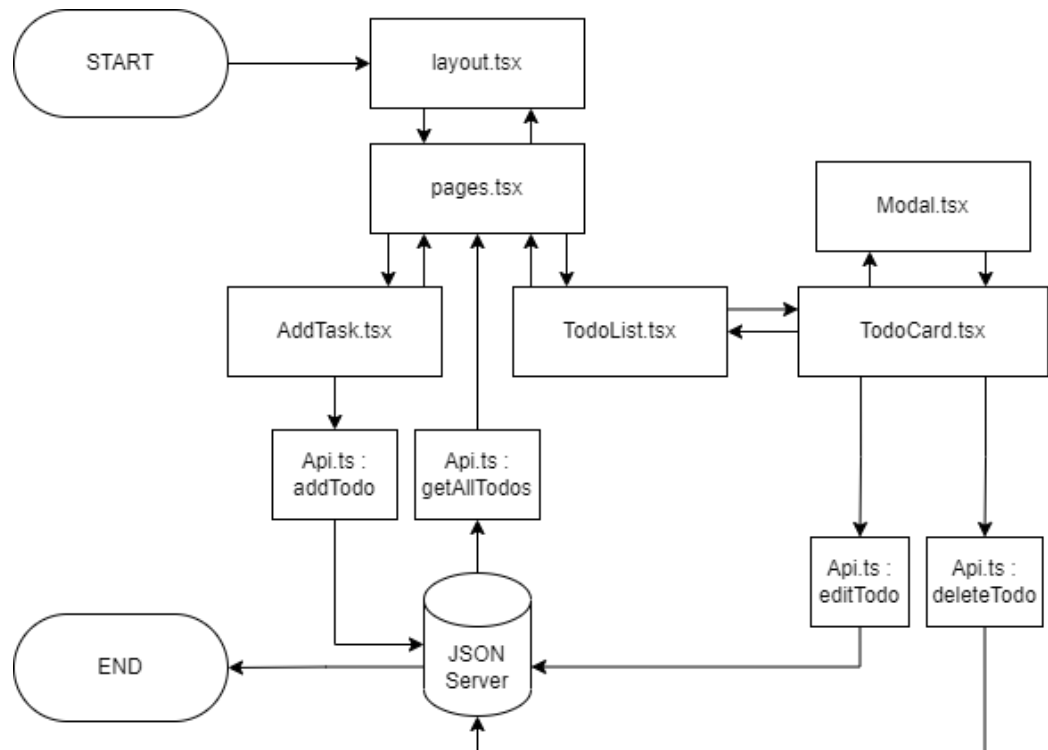 START
layout.tsx
pages.tsx
Modal.tsx
AddTask.tsx
TodoList.tsx
TodoCard.tsx
Api.ts :
addTodo
Api.ts :
getAllTodos
Api.ts :
editTodo
Api.ts :
deleteTodo
END
JSON
Server